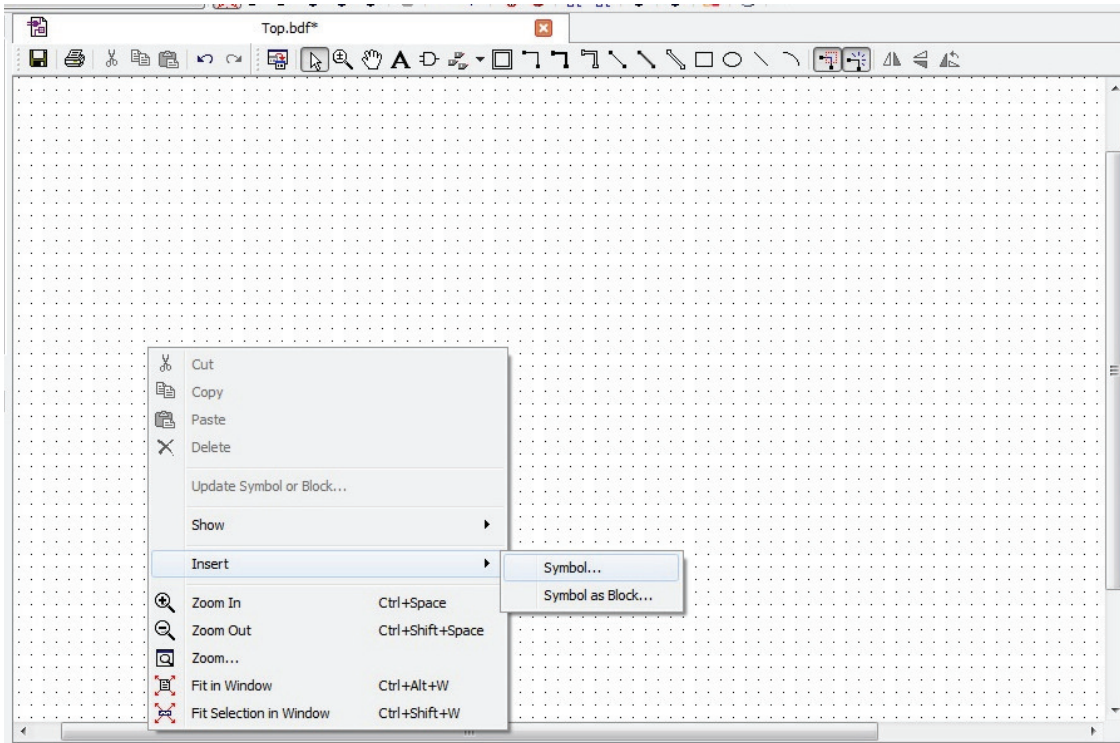 Top.bdf*
A
Cut
Copy
Paste
Delete
Update Symbol or Block...
Show
Insert
Symbol...
Symbol as Block...
Zoom In Ctrl+Space
Zoom Out Ctrl+Shift+Space
Zoom...
Fit in Window Ctrl+Alt+W
Fit Selection in Window Ctrl+Shift+W